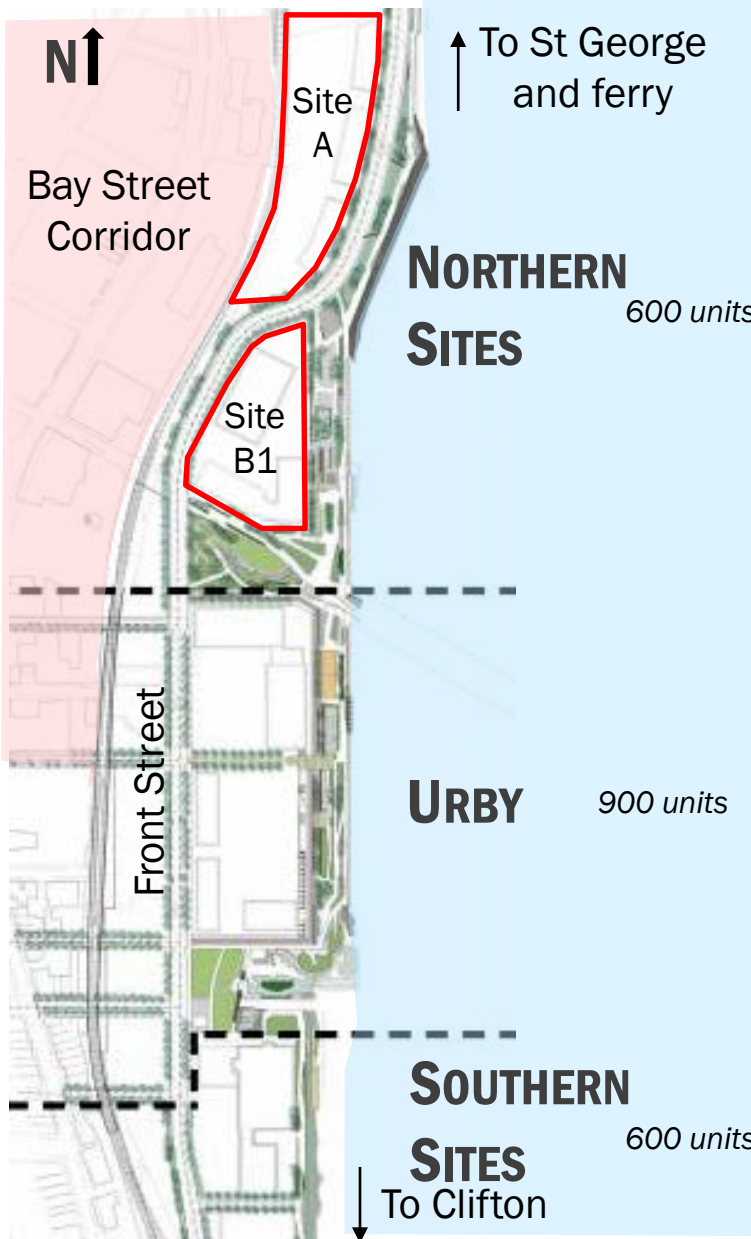 N
To St George
and ferry
Site
A
Bay Street
Corridor
NORTHERN
SITES
600 units
Site
B1
Front Street
URBY
900 units
SOUTHERN
SITES
600 units
To Clifton